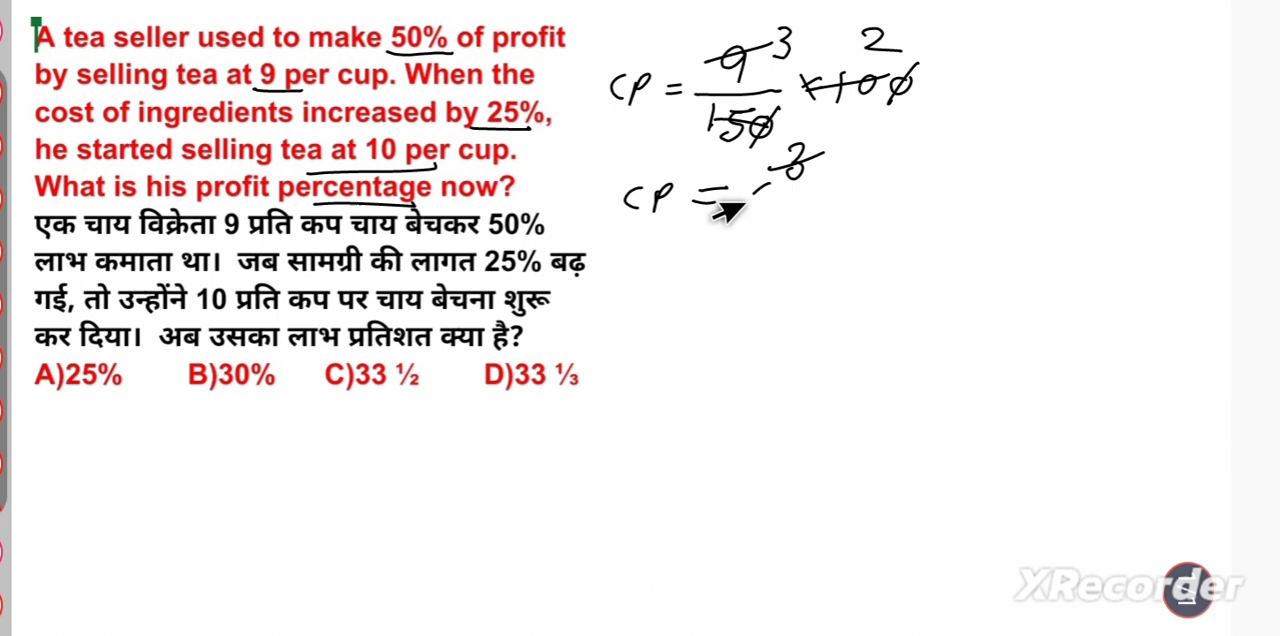 A tea seller used to make 50% of profit
by selling tea at 9 per cup. When the
cost of ingredients increased by 25%,
he started selling tea at 10 per cup.
What is his profit percentage now?
एक चाय विक्रेता 9 प्रति कप चाय बेचकर 50%
लाभ कमाता था। जब सामग्री की लागत 25% बढ़
गई, तो उन्होंने 10 प्रति कप पर चाय बेचना शुरू
कर दिया। अब उसका लाभ प्रतिशत क्या है?
A)25% B)30% C)33 ½ D)33 ⅓
3 2
CP = 9/150 × 100
3
CP =
XRecorder